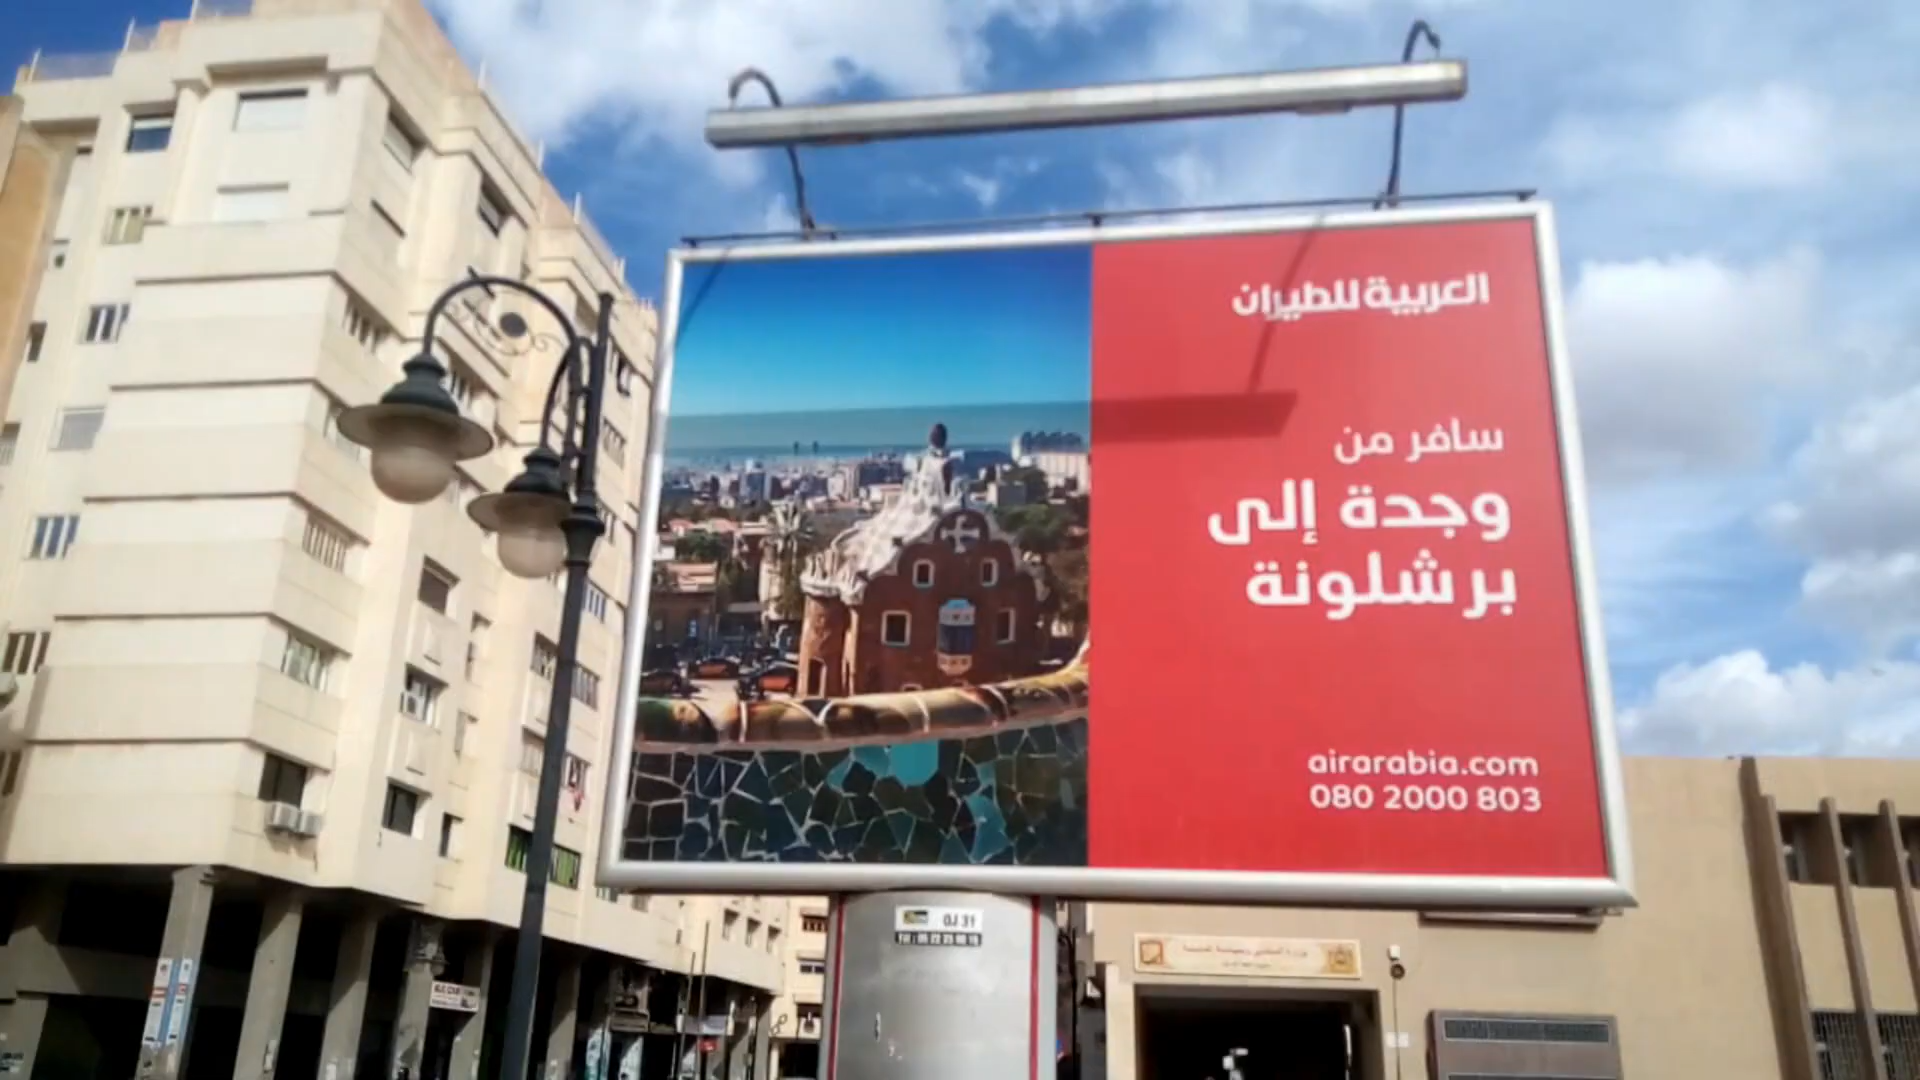 العربية للطيران
سافر من
وجدة إلى
برشلونة
airarabia.com
080 2000 803
OJ 31